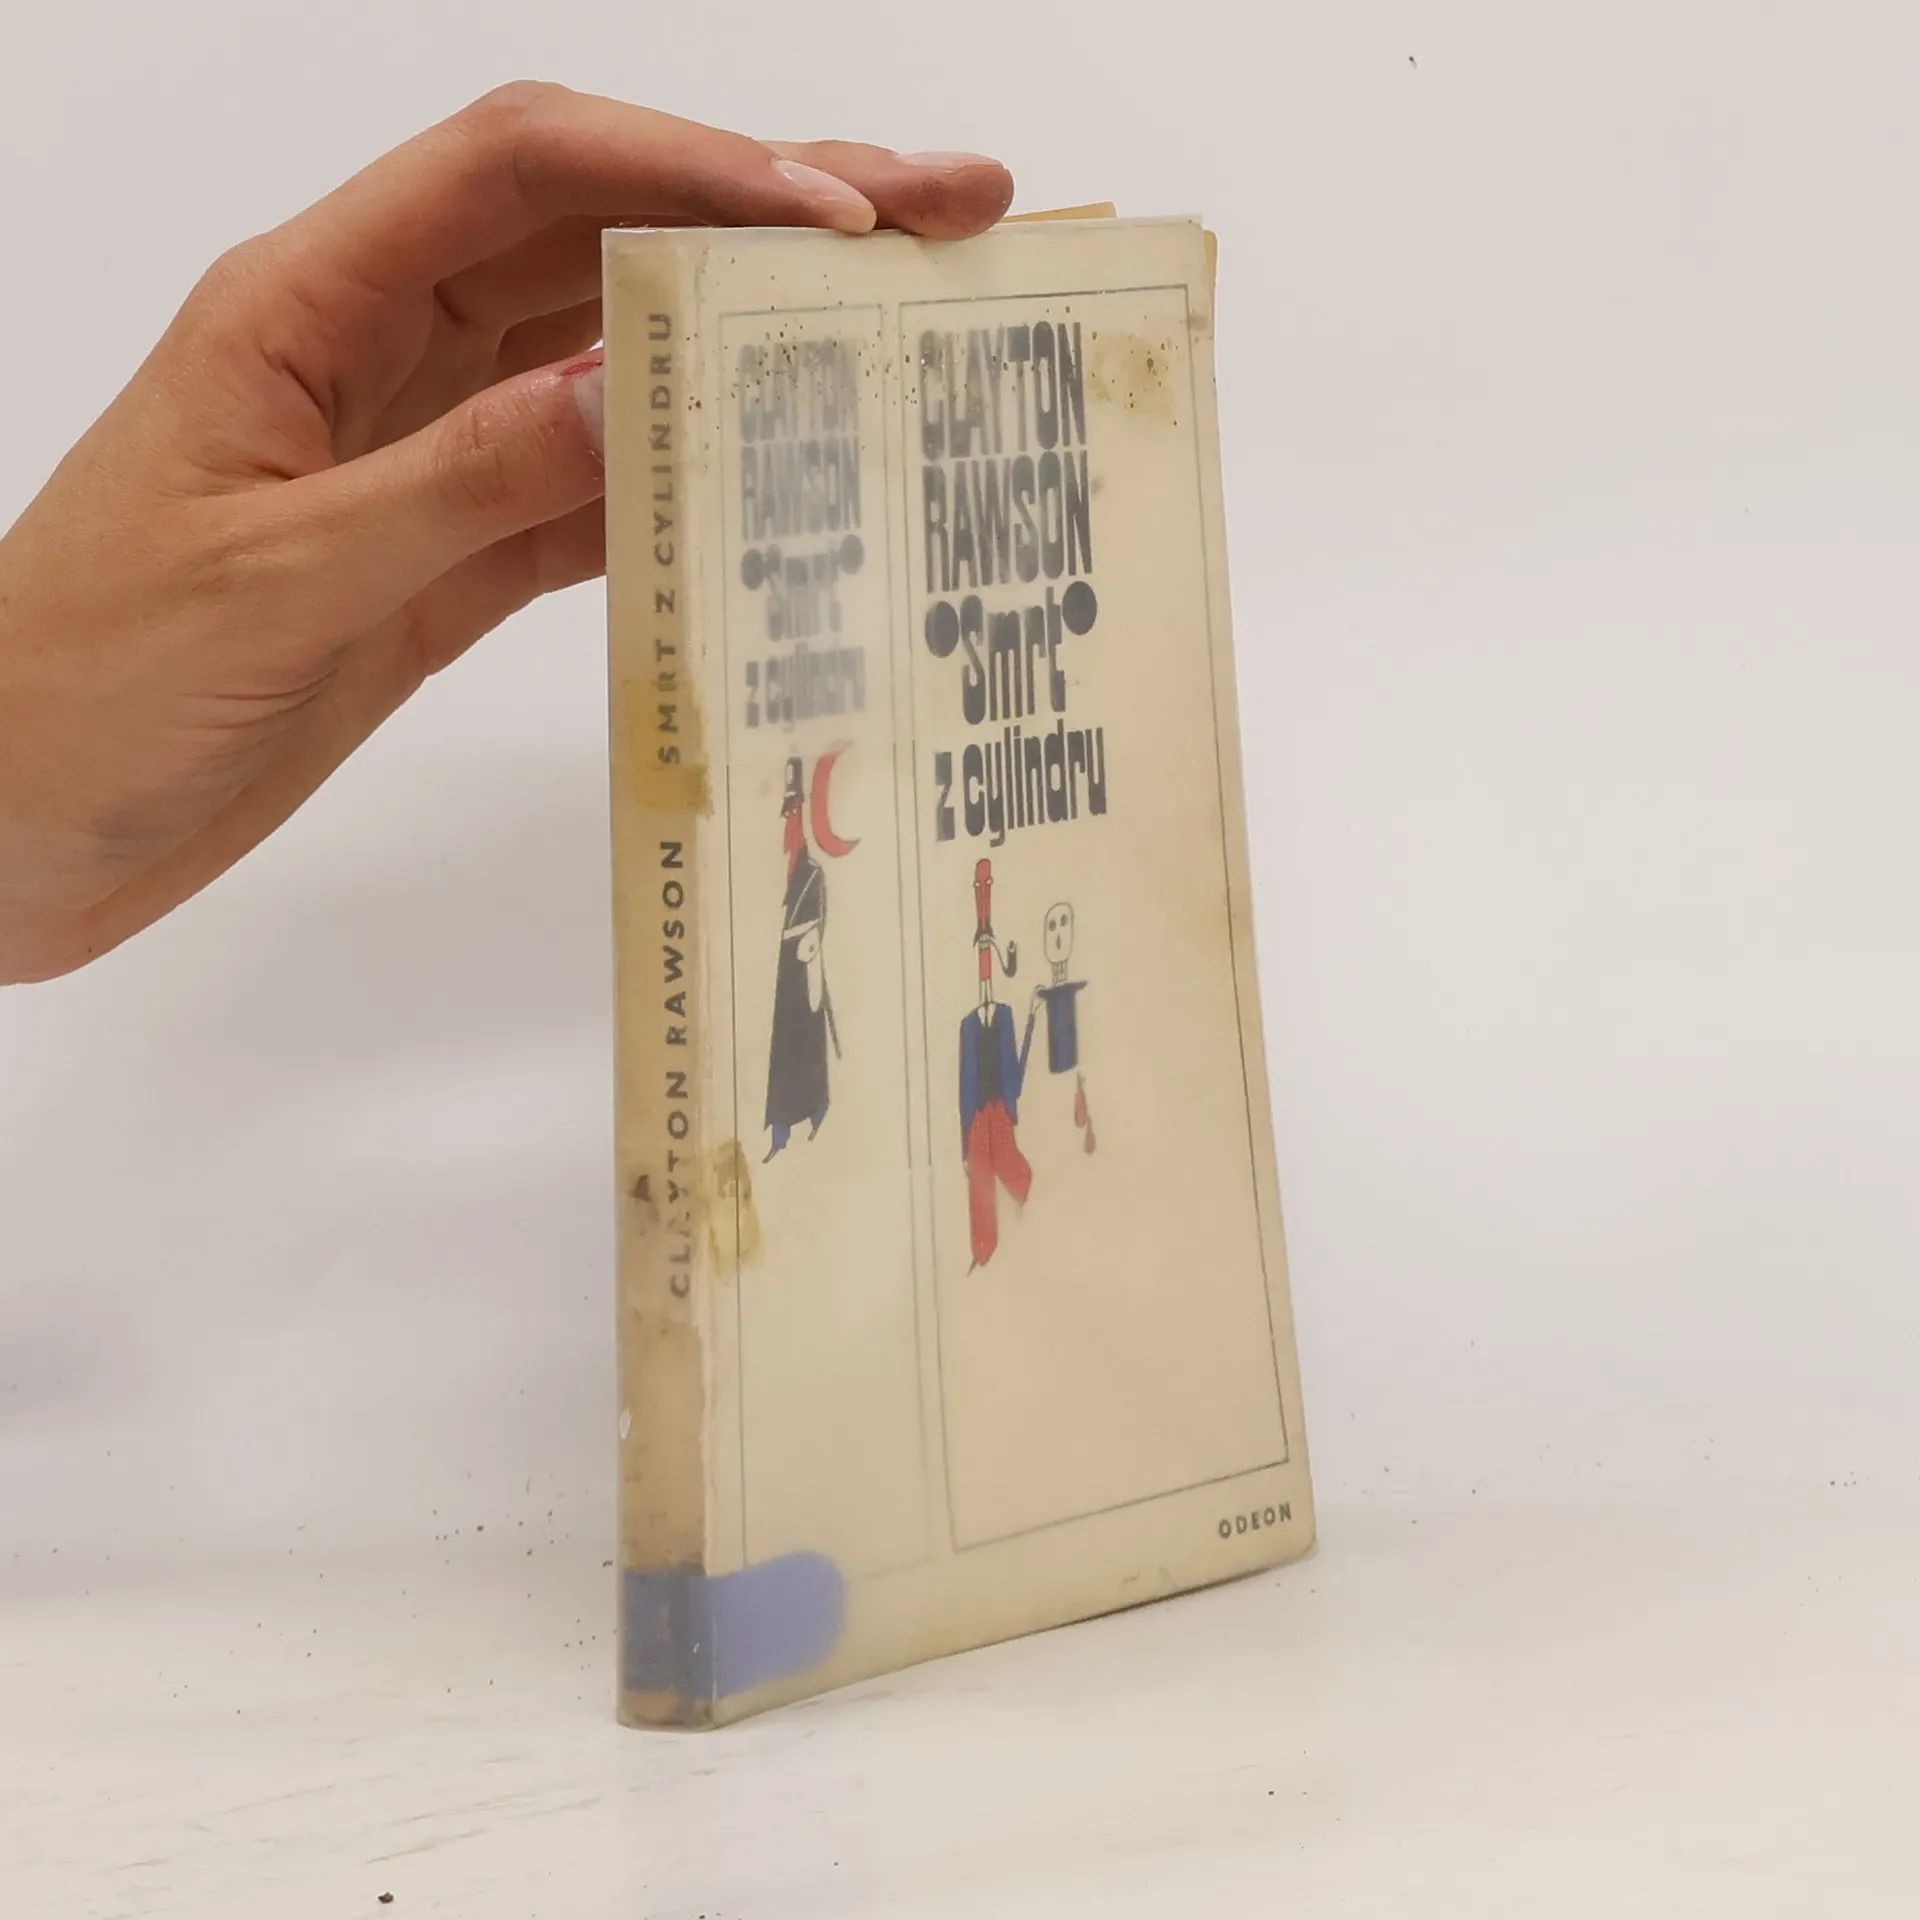 SMRT Z CYLINDRU
CLAYTON RAWSON
CLAYTON
RAWSON
Smrt
z cylindru
CLAYTON
RAWSON
Smrt
z cylindru
ODEON